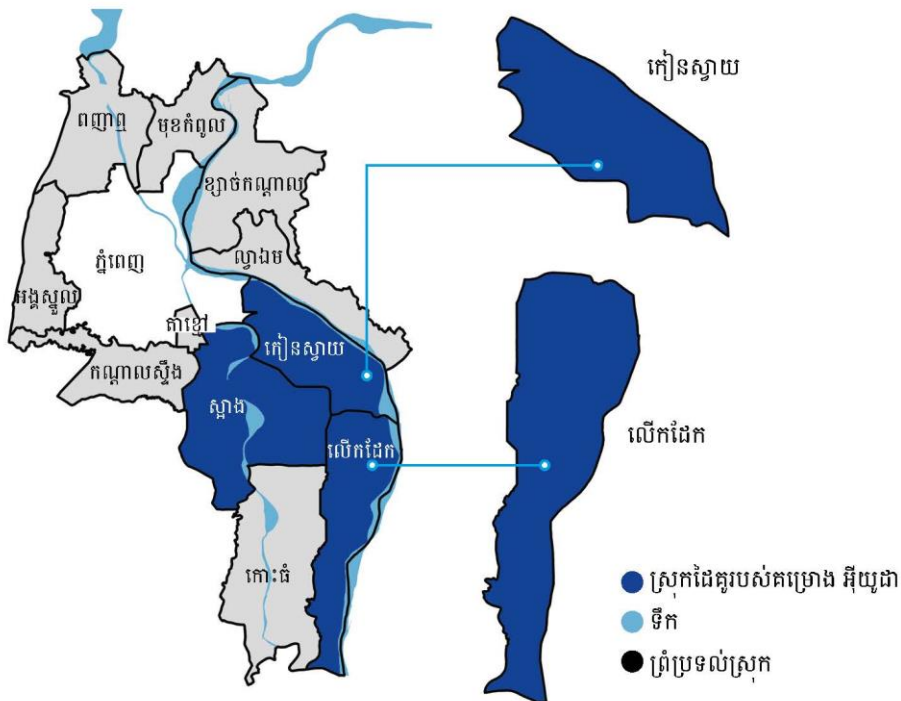 កៀនស្វាយ
ពញាឮ
មុខកំពូល
ខ្សាច់កណ្តាល
ភ្នំពេញ
ល្វាឯម
អង្គស្នួល
តាខ្មៅ
កៀនស្វាយ
កណ្តាលស្ទឹង
ស្អាង
លើកដែក
លើកដែក
កោះធំ
ស្រុកដៃគូរបស់គម្រោង អ៊ីយូដា
ទឹក
ព្រំប្រទល់ស្រុក